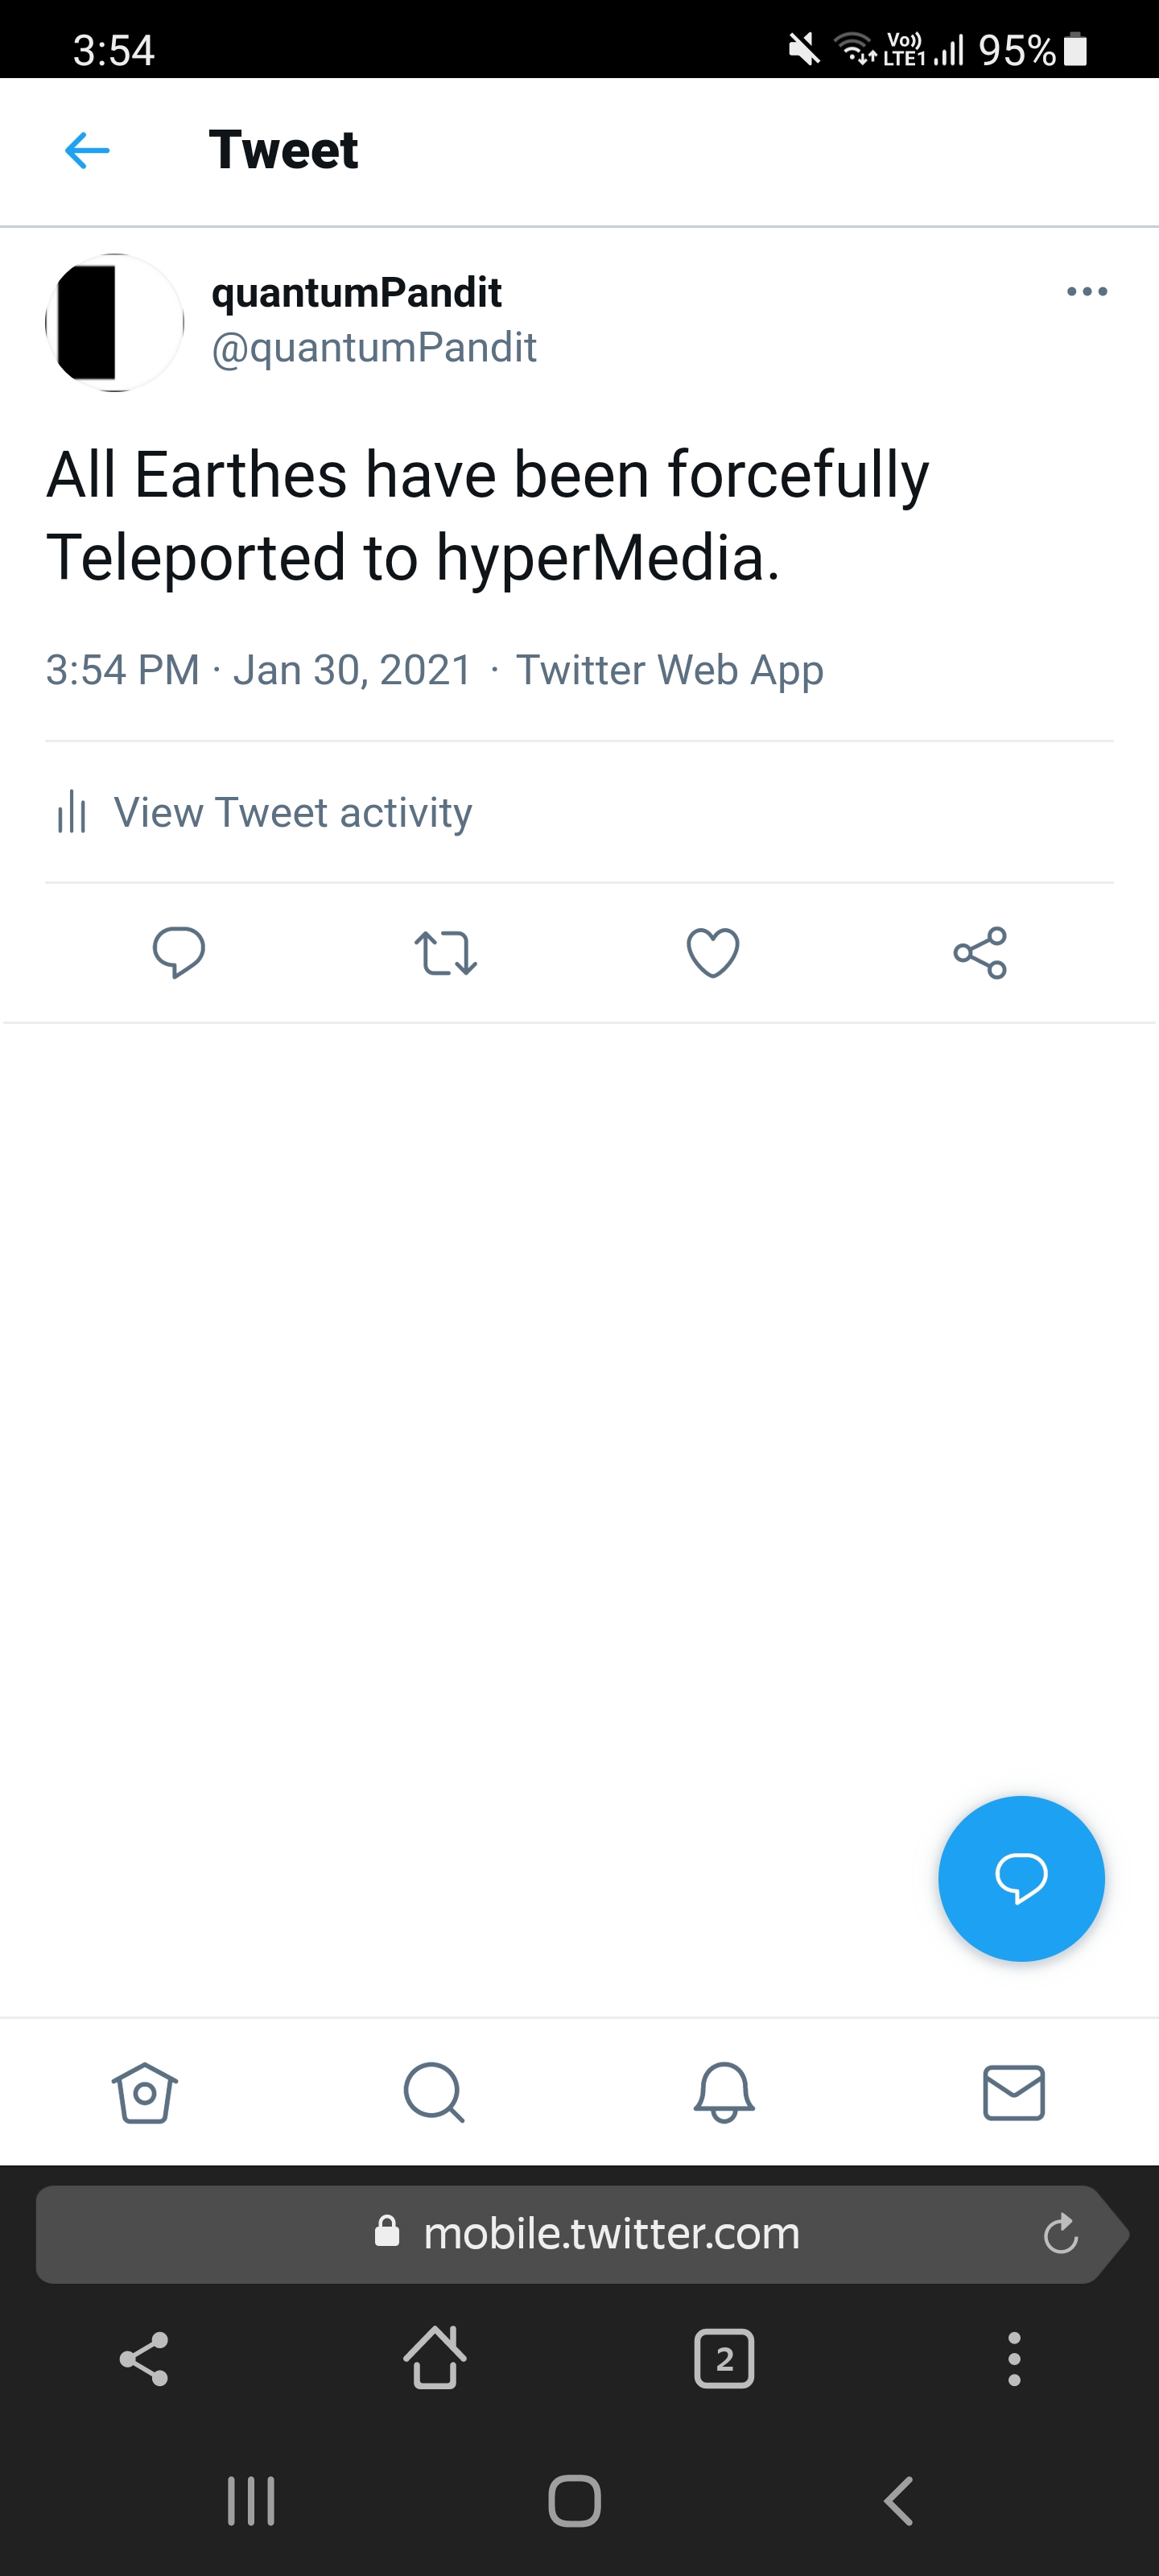 3:54 Vo)) LTE1 95%
Tweet
quantumPandit
@quantumPandit
All Earthes have been forcefully
Teleported to hyperMedia.
3:54 PM · Jan 30, 2021 · Twitter Web App
View Tweet activity
mobile.twitter.com
2